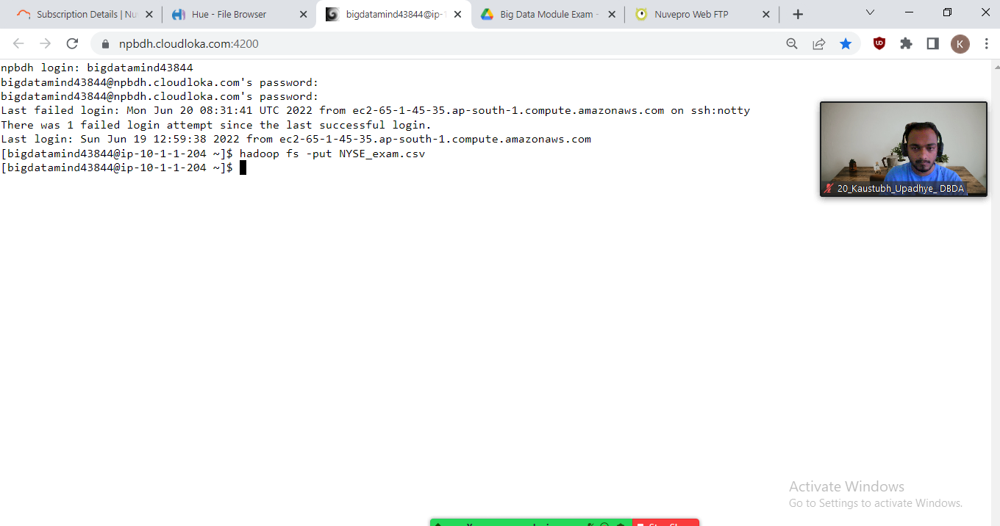 Subscription Details | Nu
Hue - File Browser
bigdatamind43844@ip-1
Big Data Module Exam -
Nuvepro Web FTP
npbdh.cloudloka.com:4200
K
npbdh login: bigdatamind43844
bigdatamind43844@npbdh.cloudloka.com's password:
bigdatamind43844@npbdh.cloudloka.com's password:
Last failed login: Mon Jun 20 08:31:41 UTC 2022 from ec2-65-1-45-35.ap-south-1.compute.amazonaws.com on ssh:notty
There was 1 failed login attempt since the last successful login.
Last login: Sun Jun 19 12:59:38 2022 from ec2-65-1-45-35.ap-south-1.compute.amazonaws.com
[bigdatamind43844@ip-10-1-1-204 ~]$ hadoop fs -put NYSE_exam.csv
[bigdatamind43844@ip-10-1-1-204 ~]$
20_Kaustubh_Upadhye_ DBDA
Activate Windows
Go to Settings to activate Windows.